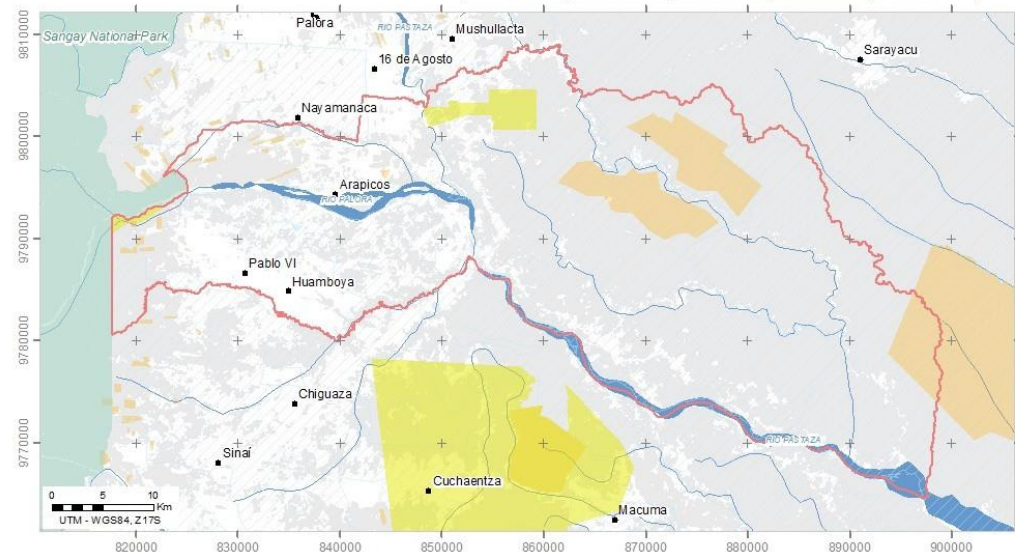 Palora
RIO PASTAZA
Mushullacta
Sangay National Park
16 de Agosto
Sarayacu
Nayamanaca
Arapicos
RIO PALORA
Pablo VI
Huamboya
Chiguaza
Sinaí
RIO PASTAZA
Cuchaentza
Macuma
0 5 10
Km
UTM - WGS84, Z17S
9810000
9800000
9790000
9780000
9770000
820000 830000 840000 850000 860000 870000 880000 890000 900000